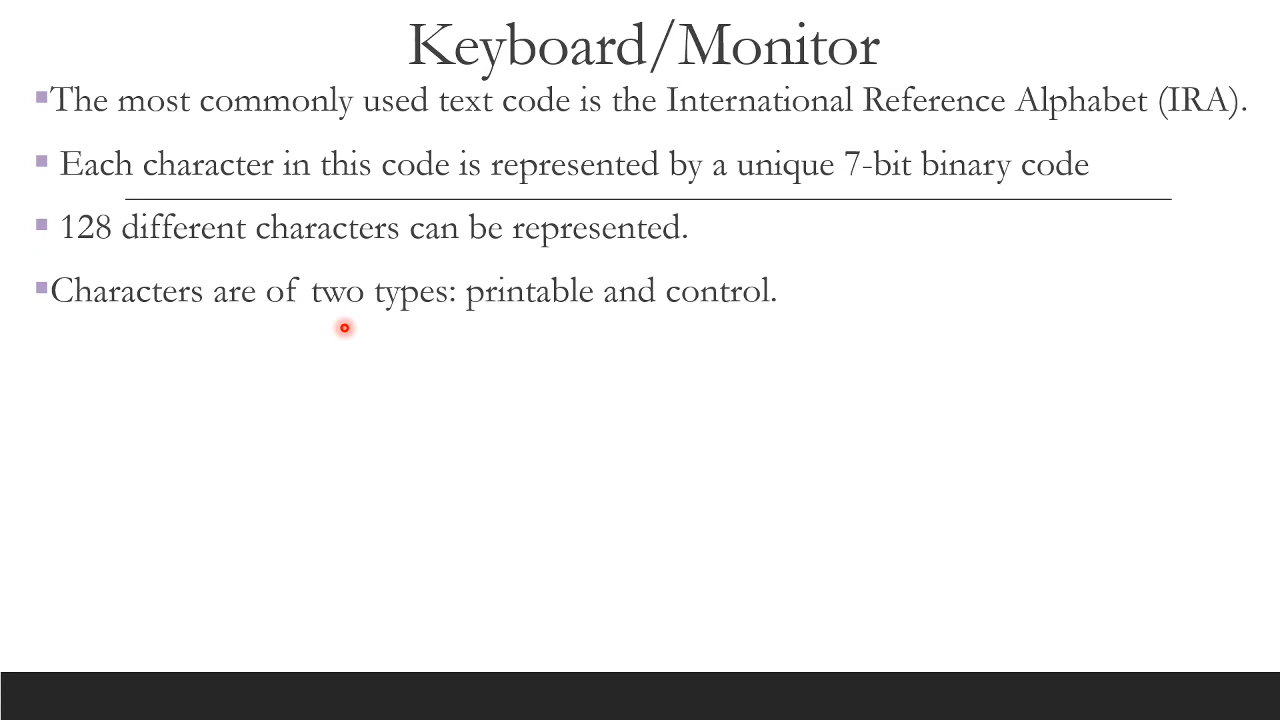 Keyboard/Monitor
▪The most commonly used text code is the International Reference Alphabet (IRA).
▪ Each character in this code is represented by a unique 7-bit binary code
▪ 128 different characters can be represented.
▪Characters are of two types: printable and control.